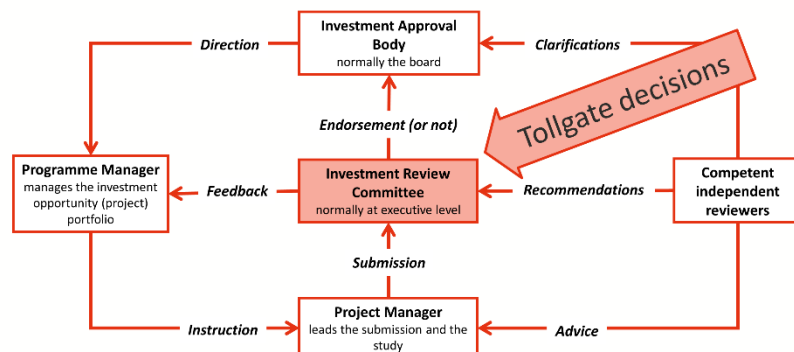 Investment Approval
Body
normally the board
Direction
Clarifications
Tollgate decisions
Endorsement (or not)
Programme Manager
manages the investment
opportunity (project)
portfolio
Feedback
Investment Review
Committee
normally at executive level
Recommendations
Competent
independent
reviewers
Submission
Project Manager
leads the submission and the
study
Instruction
Advice